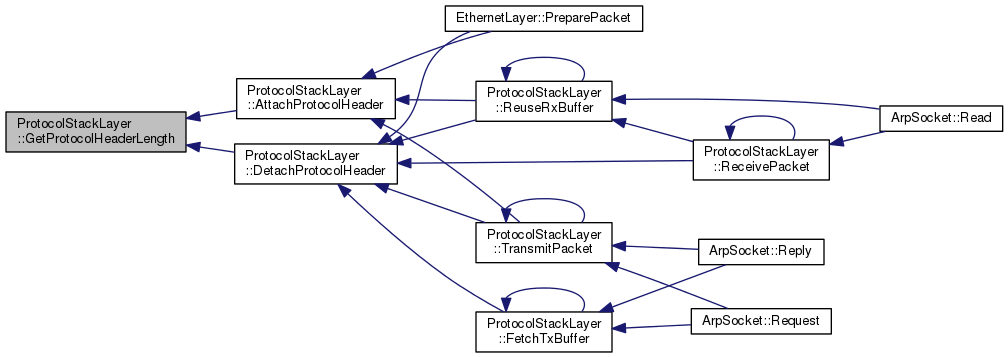 EthernetLayer::PreparePacket
ProtocolStackLayer
::AttachProtocolHeader
ProtocolStackLayer
::ReuseRxBuffer
ArpSocket::Read
ProtocolStackLayer
::GetProtocolHeaderLength
ProtocolStackLayer
::DetachProtocolHeader
ProtocolStackLayer
::ReceivePacket
ProtocolStackLayer
::TransmitPacket
ArpSocket::Reply
ProtocolStackLayer
::FetchTxBuffer
ArpSocket::Request